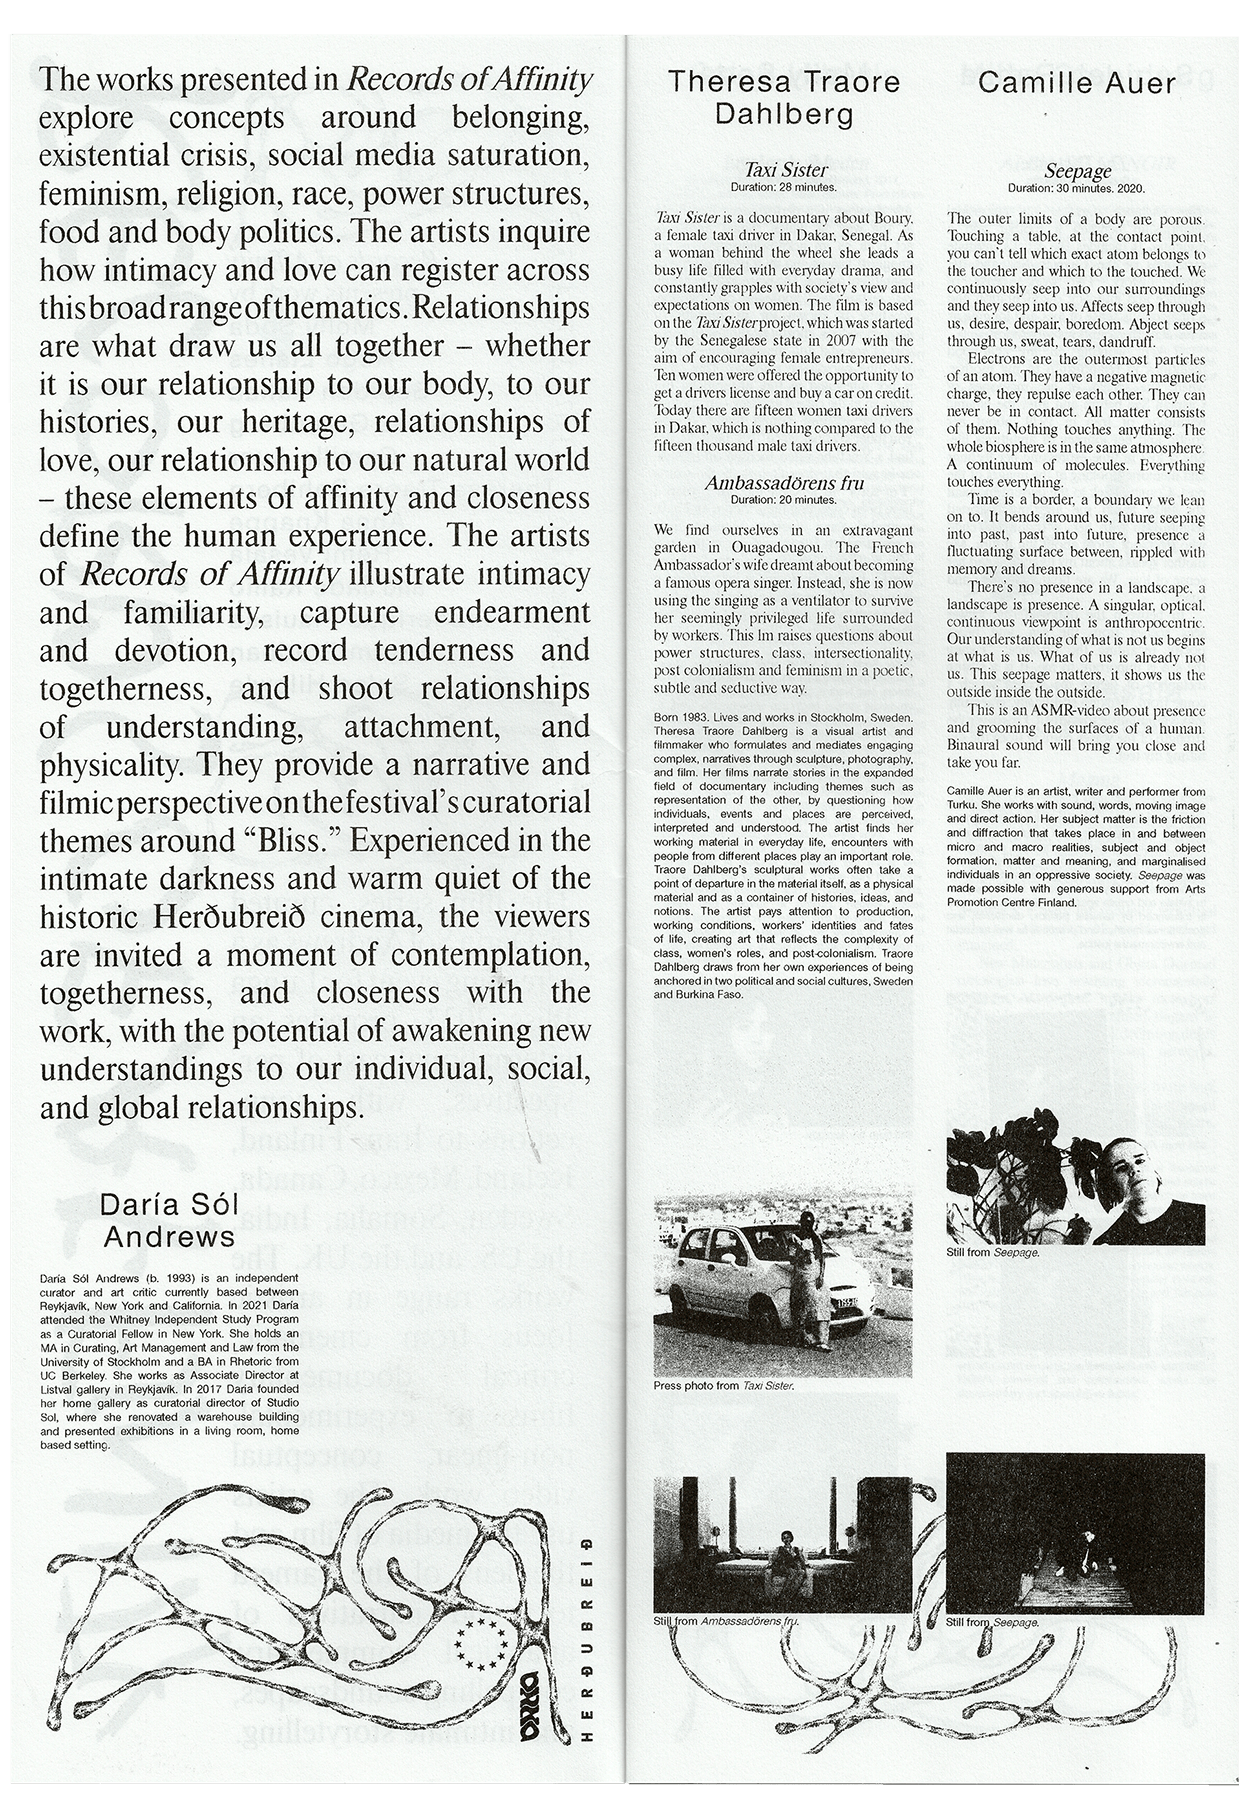 The works presented in Records of Affinity
explore concepts around belonging,
existential crisis, social media saturation,
feminism, religion, race, power structures,
food and body politics. The artists inquire
how intimacy and love can register across
this broad range of thematics. Relationships
are what draw us all together – whether
it is our relationship to our body, to our
histories, our heritage, relationships of
love, our relationship to our natural world
– these elements of affinity and closeness
define the human experience. The artists
of Records of Affinity illustrate intimacy
and familiarity, capture endearment
and devotion, record tenderness and
togetherness, and shoot relationships
of understanding, attachment, and
physicality. They provide a narrative and
filmic perspective on the festival’s curatorial
themes around “Bliss.” Experienced in the
intimate darkness and warm quiet of the
historic Herðubreið cinema, the viewers
are invited a moment of contemplation,
togetherness, and closeness with the
work, with the potential of awakening new
understandings to our individual, social,
and global relationships.
Daría Sól
Andrews
Daría Sól Andrews (b. 1993) is an independent
curator and art critic currently based between
Reykjavík, New York and California. In 2021 Daría
attended the Whitney Independent Study Program
as a Curatorial Fellow in New York. She holds an
MA in Curating, Art Management and Law from the
University of Stockholm and a BA in Rhetoric from
UC Berkeley. She works as Associate Director at
Listval gallery in Reykjavík. In 2017 Daría founded
her home gallery as curatorial director of Studio
Sol, where she renovated a warehouse building
and presented exhibitions in a living room, home
based setting.
HERÐUBREIÐ
Theresa Traore
Dahlberg
Taxi Sister
Duration: 28 minutes.
Taxi Sister is a documentary about Boury,
a female taxi driver in Dakar, Senegal. As
a woman behind the wheel she leads a
busy life filled with everyday drama, and
constantly grapples with society’s view and
expectations on women. The film is based
on the Taxi Sister project, which was started
by the Senegalese state in 2007 with the
aim of encouraging female entrepreneurs.
Ten women were offered the opportunity to
get a drivers license and buy a car on credit.
Today there are fifteen women taxi drivers
in Dakar, which is nothing compared to the
fifteen thousand male taxi drivers.
Ambassadörens fru
Duration: 20 minutes.
We find ourselves in an extravagant
garden in Ouagadougou. The French
Ambassador’s wife dreamt about becoming
a famous opera singer. Instead, she is now
using the singing as a ventilator to survive
her seemingly privileged life surrounded
by workers. This lm raises questions about
power structures, class, intersectionality,
post colonialism and feminism in a poetic,
subtle and seductive way.
Born 1983. Lives and works in Stockholm, Sweden.
Theresa Traore Dahlberg is a visual artist and
filmmaker who formulates and mediates engaging
complex, narratives through sculpture, photography,
and film. Her films narrate stories in the expanded
field of documentary including themes such as
representation of the other, by questioning how
individuals, events and places are perceived,
interpreted and understood. The artist finds her
working material in everyday life, encounters with
people from different places play an important role.
Traore Dahlberg’s sculptural works often take a
point of departure in the material itself, as a physical
material and as a container of histories, ideas, and
notions. The artist pays attention to production,
working conditions, workers’ identities and fates
of life, creating art that reflects the complexity of
class, women’s roles, and post-colonialism. Traore
Dahlberg draws from her own experiences of being
anchored in two political and social cultures, Sweden
and Burkina Faso.
Press photo from Taxi Sister.
Still from Ambassadörens fru.
Camille Auer
Seepage
Duration: 30 minutes. 2020.
The outer limits of a body are porous.
Touching a table, at the contact point,
you can’t tell which exact atom belongs to
the toucher and which to the touched. We
continuously seep into our surroundings
and they seep into us. Affects seep through
us, desire, despair, boredom. Abject seeps
through us, sweat, tears, dandruff.
Electrons are the outermost particles
of an atom. They have a negative magnetic
charge, they repulse each other. They can
never be in contact. All matter consists
of them. Nothing touches anything. The
whole biosphere is in the same atmosphere.
A continuum of molecules. Everything
touches everything.
Time is a border, a boundary we lean
on to. It bends around us, future seeping
into past, past into future, presence a
fluctuating surface between, rippled with
memory and dreams.
There’s no presence in a landscape, a
landscape is presence. A singular, optical,
continuous viewpoint is anthropocentric.
Our understanding of what is not us begins
at what is us. What of us is already not
us. This seepage matters, it shows us the
outside inside the outside.
This is an ASMR-video about presence
and grooming the surfaces of a human.
Binaural sound will bring you close and
take you far.
Camille Auer is an artist, writer and performer from
Turku. She works with sound, words, moving image
and direct action. Her subject matter is the friction
and diffraction that takes place in and between
micro and macro realities, subject and object
formation, matter and meaning, and marginalised
individuals in an oppressive society. Seepage was
made possible with generous support from Arts
Promotion Centre Finland.
Still from Seepage.
Still from Seepage.